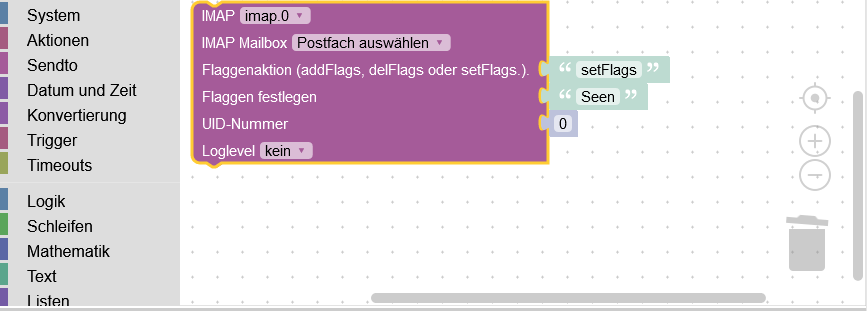 System
Aktionen
Sendto
Datum und Zeit
Konvertierung
Trigger
Timeouts
Logik
Schleifen
Mathematik
Text
Listen
IMAP imap.0
IMAP Mailbox Postfach auswählen
Flaggenaktion (addFlags, delFlags oder setFlags.). “ setFlags ”
Flaggen festlegen “ Seen ”
UID-Nummer 0
Loglevel kein